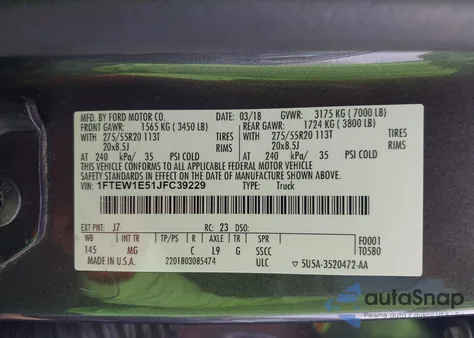 MFD. BY FORD MOTOR CO. 03/18 GVWR: 3175 KG (7000 LB)
FRONT GAWR: 1565 KG (3450 LB) REAR GAWR: 1724 KG (3800 LB)
WITH TIRES WITH TIRES
275/55R20 113T 275/55R20 113T
20x8.5J RIMS 20x8.5J RIMS
AT 240 kPa/ 35 PSI COLD AT 240 kPa/ 35 PSI COLD
THIS VEHICLE CONFORMS TO ALL APPLICABLE FEDERAL MOTOR VEHICLE
SAFETY STANDARDS IN EFFECT ON THE DATE OF MANUFACTURE SHOWN ABOVE.
VIN: 1FTEW1E51JFC39229 TYPE: Truck
EXT PNT: J7 RC: 23 DSO:
WB INT TR TP/PS R AXLE TR SPR F0001
145 MG C L9 G SSCC T0580
MADE IN U.S.A. 2201803085474 ULC 5U5A-3520472-AA
autaSnap
Pewne auta z USA i EU